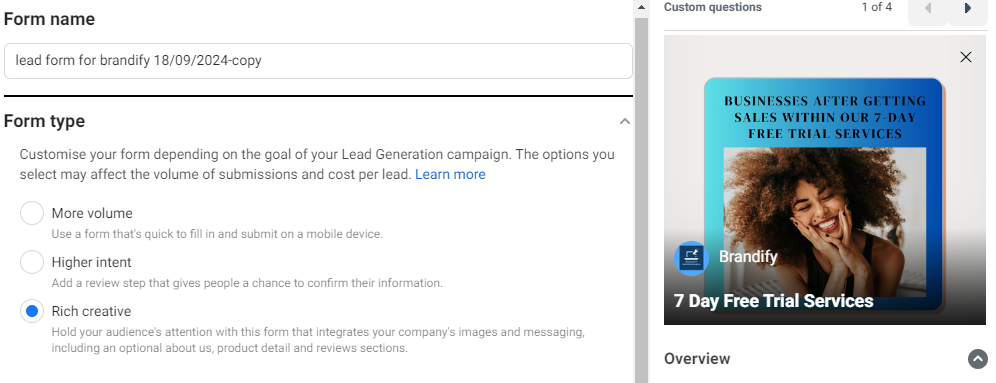 Form name
lead form for brandify 18/09/2024-copy
Form type
Customise your form depending on the goal of your Lead Generation campaign. The options you
select may affect the volume of submissions and cost per lead. Learn more
More volume
Use a form that's quick to fill in and submit on a mobile device.
Higher intent
Add a review step that gives people a chance to confirm their information.
Rich creative
Hold your audience's attention with this form that integrates your company's images and messaging,
including an optional about us, product detail and reviews sections.
Custom questions
1 of 4
BUSINESSES AFTER GETTING
SALES WITHIN OUR 7-DAY
FREE TRIAL SERVICES
Brandify
7 Day Free Trial Services
Overview